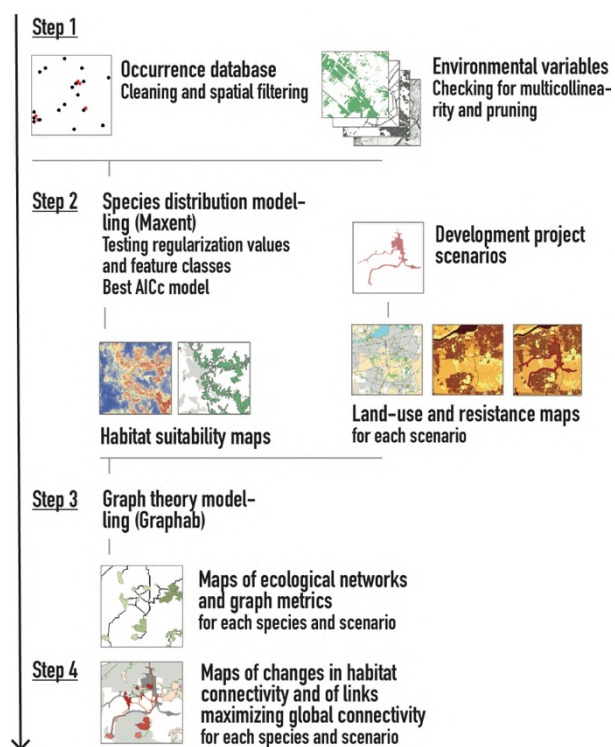 Step 1
Occurrence database
Cleaning and spatial filtering
Environmental variables
Checking for multicollinea-
rity and pruning
Step 2
Species distribution model-
ling (Maxent)
Testing regularization values
and feature classes
Best AICc model
Development project
scenarios
Habitat suitability maps
Land-use and resistance maps
for each scenario
Step 3
Graph theory model-
ling (Graphab)
Maps of ecological networks
and graph metrics
for each species and scenario
Step 4
Maps of changes in habitat
connectivity and of links
maximizing global connectivity
for each species and scenario